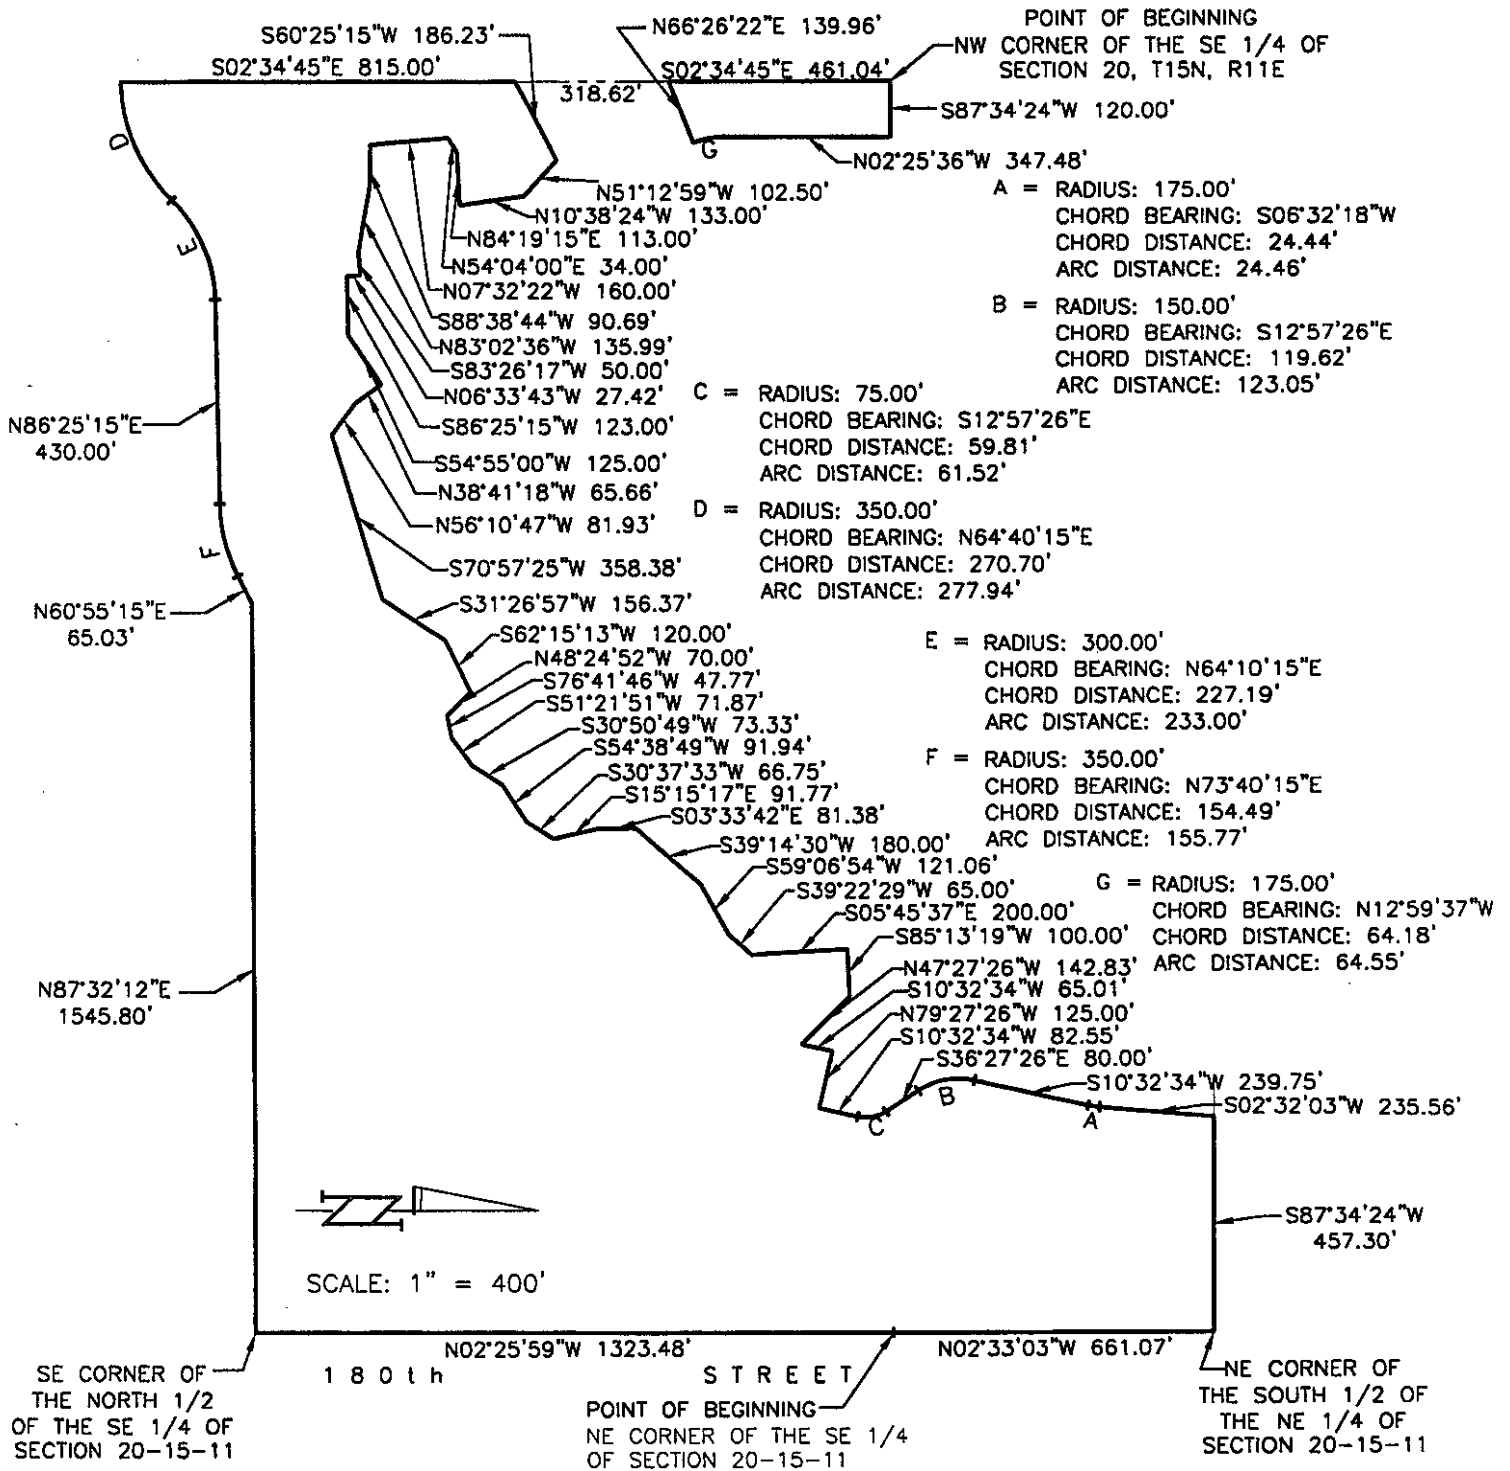 S60°25'15"W 186.23'
S02°34'45"E 815.00'
318.62'
N66°26'22"E 139.96'
S02°34'45"E 461.04'
POINT OF BEGINNING
NW CORNER OF THE SE 1/4 OF
SECTION 20, T15N, R11E
S87°34'24"W 120.00'
G
N02°25'36"W 347.48'
D
E
N51°12'59"W 102.50'
N10°38'24"W 133.00'
N84°19'15"E 113.00'
N54°04'00"E 34.00'
N07°32'22"W 160.00'
S88°38'44"W 90.69'
N83°02'36"W 135.99'
S83°26'17"W 50.00'
N06°33'43"W 27.42'
S86°25'15"W 123.00'
S54°55'00"W 125.00'
N38°41'18"W 65.66'
N56°10'47"W 81.93'
S70°57'25"W 358.38'
S31°26'57"W 156.37'
S62°15'13"W 120.00'
N48°24'52"W 70.00'
S76°41'46"W 47.77'
S51°21'51"W 71.87'
S30°50'49"W 73.33'
S54°38'49"W 91.94'
S30°37'33"W 66.75'
S15°15'17"E 91.77'
S03°33'42"E 81.38'
S39°14'30"W 180.00'
S59°06'54"W 121.06'
S39°22'29"W 65.00'
S05°45'37"E 200.00'
S85°13'19"W 100.00'
N47°27'26"W 142.83'
S10°32'34"W 65.01'
N79°27'26"W 125.00'
S10°32'34"W 82.55'
S36°27'26"E 80.00'
S10°32'34"W 239.75'
S02°32'03"W 235.56'
C
B
A
A = RADIUS: 175.00'
CHORD BEARING: S06°32'18"W
CHORD DISTANCE: 24.44'
ARC DISTANCE: 24.46'
B = RADIUS: 150.00'
CHORD BEARING: S12°57'26"E
CHORD DISTANCE: 119.62'
ARC DISTANCE: 123.05'
C = RADIUS: 75.00'
CHORD BEARING: S12°57'26"E
CHORD DISTANCE: 59.81'
ARC DISTANCE: 61.52'
D = RADIUS: 350.00'
CHORD BEARING: N64°40'15"E
CHORD DISTANCE: 270.70'
ARC DISTANCE: 277.94'
E = RADIUS: 300.00'
CHORD BEARING: N64°10'15"E
CHORD DISTANCE: 227.19'
ARC DISTANCE: 233.00'
F = RADIUS: 350.00'
CHORD BEARING: N73°40'15"E
CHORD DISTANCE: 154.49'
ARC DISTANCE: 155.77'
G = RADIUS: 175.00'
CHORD BEARING: N12°59'37"W
CHORD DISTANCE: 64.18'
ARC DISTANCE: 64.55'
N86°25'15"E
430.00'
F
N60°55'15"E
65.03'
N87°32'12"E
1545.80'
S87°34'24"W
457.30'
N
SCALE: 1" = 400'
N02°25'59"W 1323.48'
N02°33'03"W 661.07'
180th STREET
SE CORNER OF
THE NORTH 1/2
OF THE SE 1/4 OF
SECTION 20-15-11
POINT OF BEGINNING
NE CORNER OF THE SE 1/4
OF SECTION 20-15-11
NE CORNER OF
THE SOUTH 1/2 OF
THE NE 1/4 OF
SECTION 20-15-11